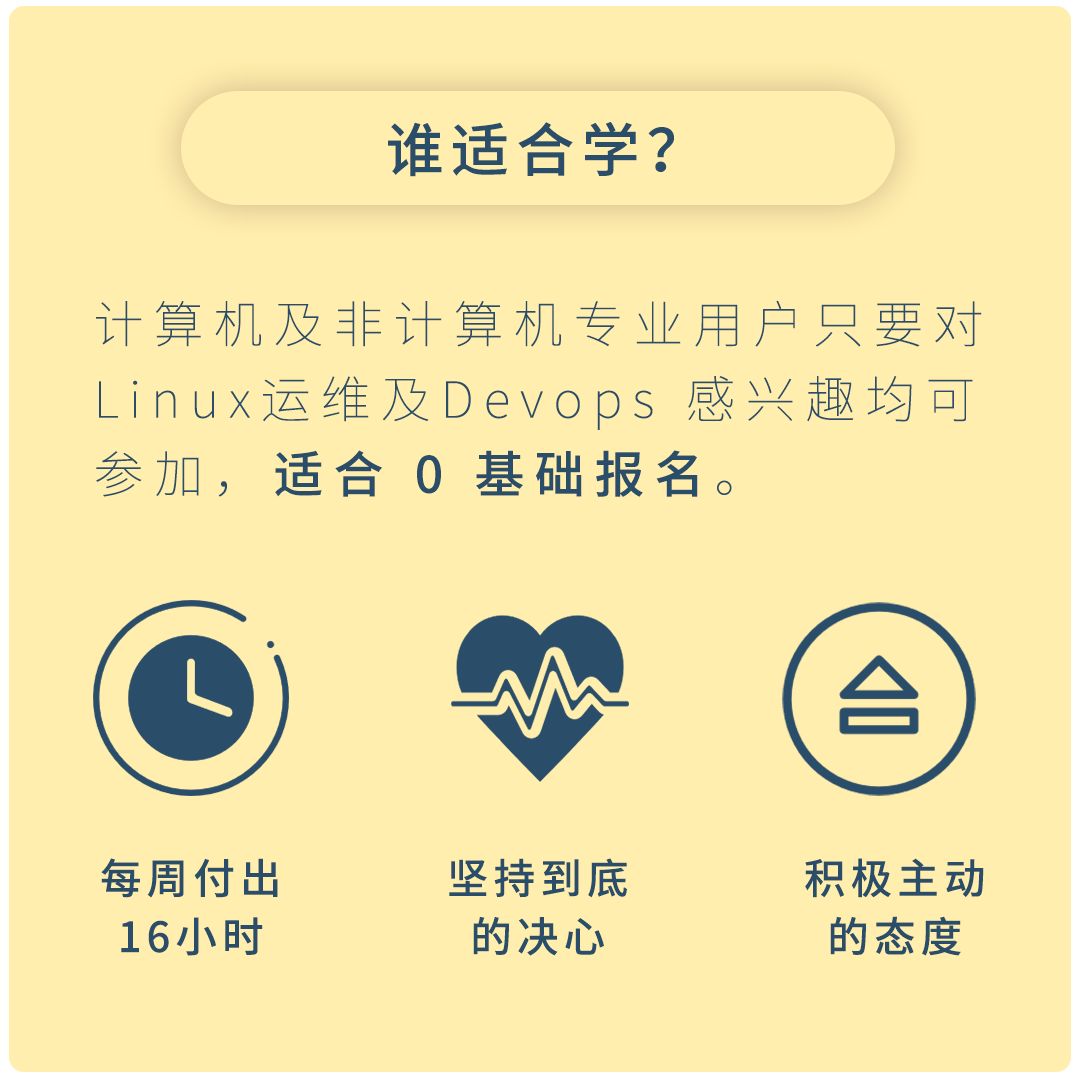 谁适合学？
计算机及非计算机专业用户只要对
Linux运维及Devops 感兴趣均可
参加，适合 0 基础报名。
每周付出
16小时
坚持到底
的决心
积极主动
的态度